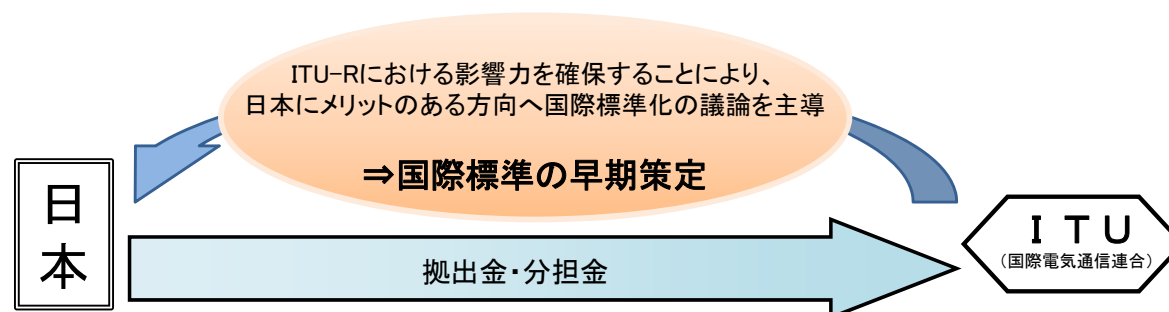 ITU-Rにおける影響力を確保することにより、
日本にメリットのある方向へ国際標準化の議論を主導
⇒国際標準の早期策定
日
本
拠出金・分担金
ＩＴＵ
（国際電気通信連合）